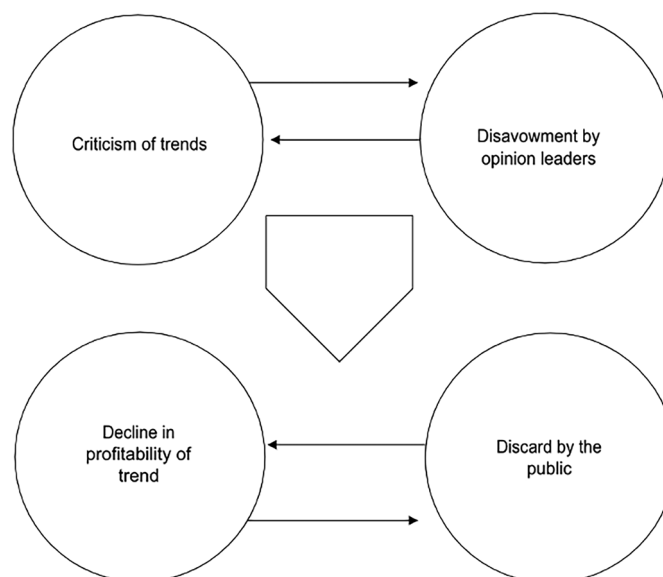 Criticism of trends
Disavowment by
opinion leaders
Decline in
profitability of
trend
Discard by the
public